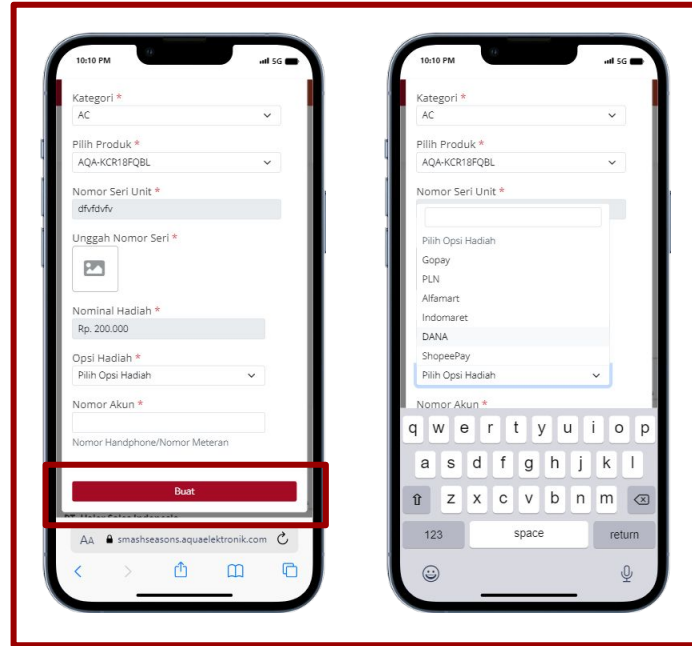 10:10 PM
5G
Kategori *
AC
Pilih Produk *
AQA-KCR18FQBL
Nomor Seri Unit *
dfvfdvfv
Unggah Nomor Seri *
Nominal Hadiah *
Rp. 200.000
Opsi Hadiah *
Pilih Opsi Hadiah
Nomor Akun *
Nomor Handphone/Nomor Meteran
Buat
AA smashseasons.aquaelektronik.com
10:10 PM
5G
Kategori *
AC
Pilih Produk *
AQA-KCR18FQBL
Nomor Seri Unit *
Pilih Opsi Hadiah
Gopay
PLN
Alfamart
Indomaret
DANA
ShopeePay
Pilih Opsi Hadiah
Nomor Akun *
q w e r t y u i o p
a s d f g h j k l
z x c v b n m
123 space return